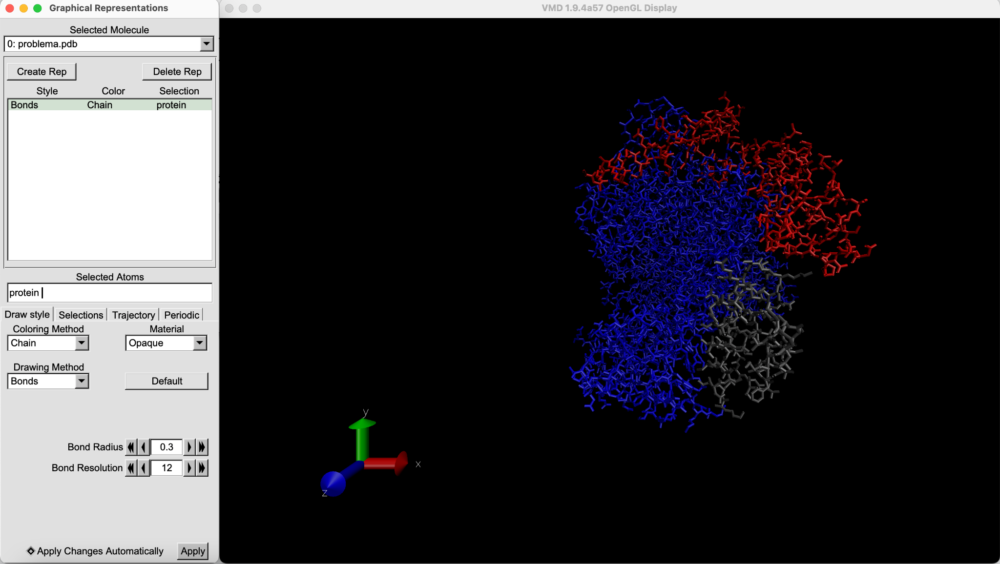 Graphical Representations
VMD 1.9.4a57 OpenGL Display
Selected Molecule
0: problema.pdb
Create Rep Delete Rep
Style Color Selection
Bonds Chain protein
Selected Atoms
protein
Draw style Selections Trajectory Periodic
Coloring Method Material
Chain Opaque
Drawing Method
Bonds Default
Bond Radius 0.3
Bond Resolution 12
Apply Changes Automatically Apply
y
x
z